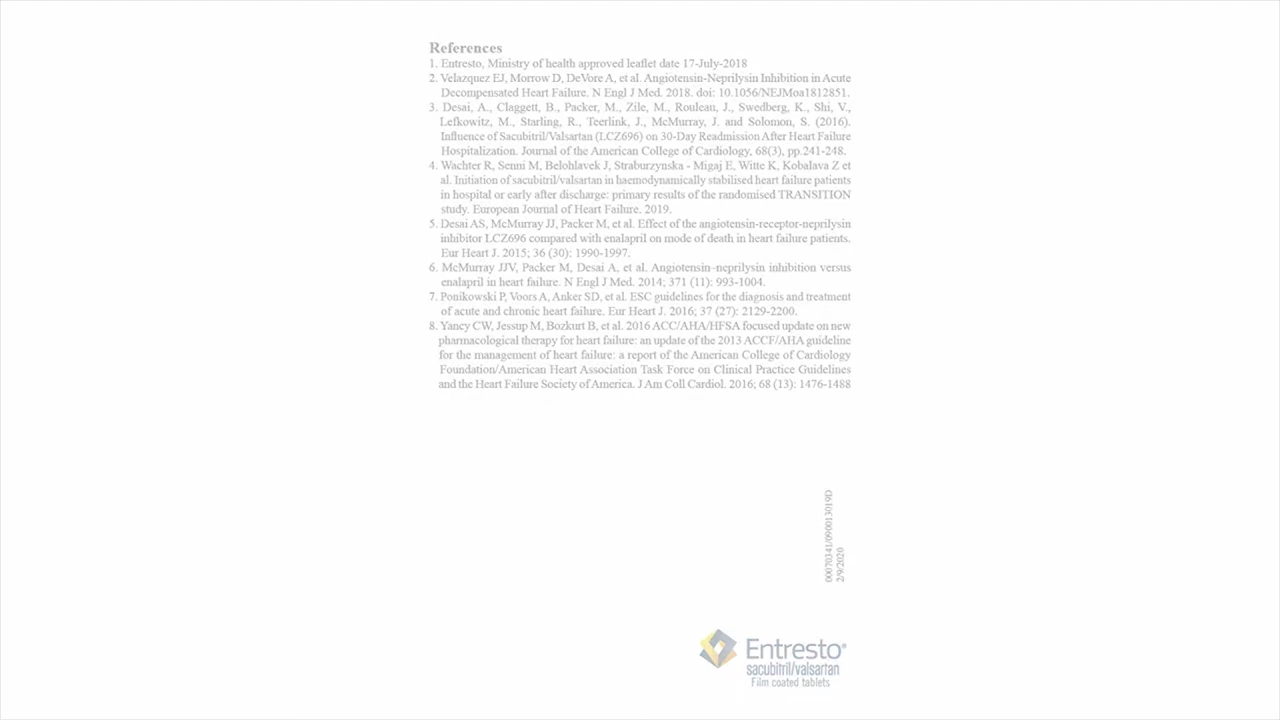 References
1. Entresto, Ministry of health approved leaflet date 17-July-2018
2. Velazquez EJ, Morrow D, DeVore A, et al. Angiotensin-Neprilysin Inhibition in Acute
Decompensated Heart Failure. N Engl J Med. 2018. doi: 10.1056/NEJMoa1812851.
3. Desai, A., Claggett, B., Packer, M., Zile, M., Rouleau, J., Swedberg, K., Shi, V.,
Lefkowitz, M., Starling, R., Teerlink, J., McMurray, J. and Solomon, S. (2016).
Influence of Sacubitril/Valsartan (LCZ696) on 30-Day Readmission After Heart Failure
Hospitalization. Journal of the American College of Cardiology, 68(3), pp.241-248.
4. Wachter R, Senni M, Belohlavek J, Straburzynska - Migaj E, Witte K, Kobalava Z et
al. Initiation of sacubitril/valsartan in haemodynamically stabilised heart failure patients
in hospital or early after discharge: primary results of the randomised TRANSITION
study. European Journal of Heart Failure. 2019.
5. Desai AS, McMurray JJ, Packer M, et al. Effect of the angiotensin-receptor-neprilysin
inhibitor LCZ696 compared with enalapril on mode of death in heart failure patients.
Eur Heart J. 2015; 36 (30): 1990-1997.
6. McMurray JJV, Packer M, Desai A, et al. Angiotensin–neprilysin inhibition versus
enalapril in heart failure. N Engl J Med. 2014; 371 (11): 993-1004.
7. Ponikowski P, Voors A, Anker SD, et al. ESC guidelines for the diagnosis and treatment
of acute and chronic heart failure. Eur Heart J. 2016; 37 (27): 2129-2200.
8. Yancy CW, Jessup M, Bozkurt B, et al. 2016 ACC/AHA/HFSA focused update on new
pharmacological therapy for heart failure: an update of the 2013 ACCF/AHA guideline
for the management of heart failure: a report of the American College of Cardiology
Foundation/American Heart Association Task Force on Clinical Practice Guidelines
and the Heart Failure Society of America. J Am Coll Cardiol. 2016; 68 (13): 1476-1488
00070341/090013019D
2/9/2020
Entresto®
sacubitril/valsartan
Film coated tablets